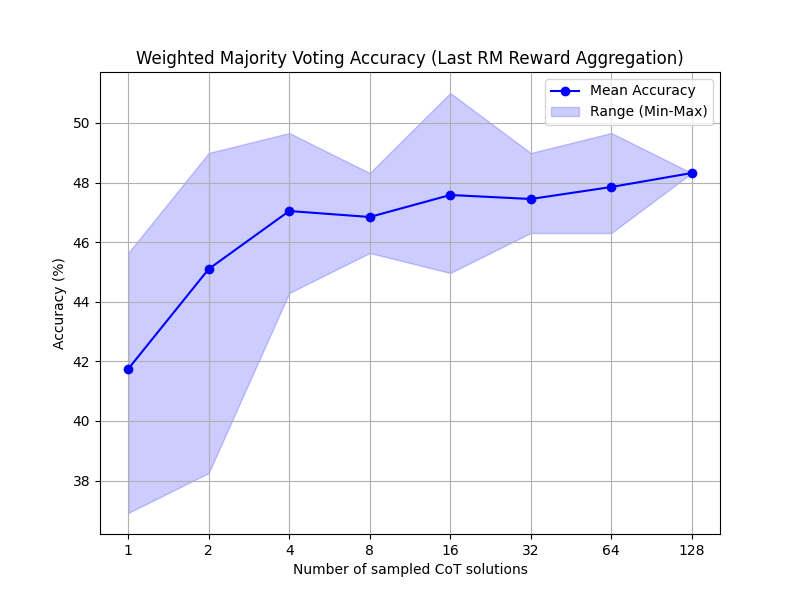 Weighted Majority Voting Accuracy (Last RM Reward Aggregation)
Mean Accuracy
Range (Min-Max)
Accuracy (%)
50
48
46
44
42
40
38
1 2 4 8 16 32 64 128
Number of sampled CoT solutions